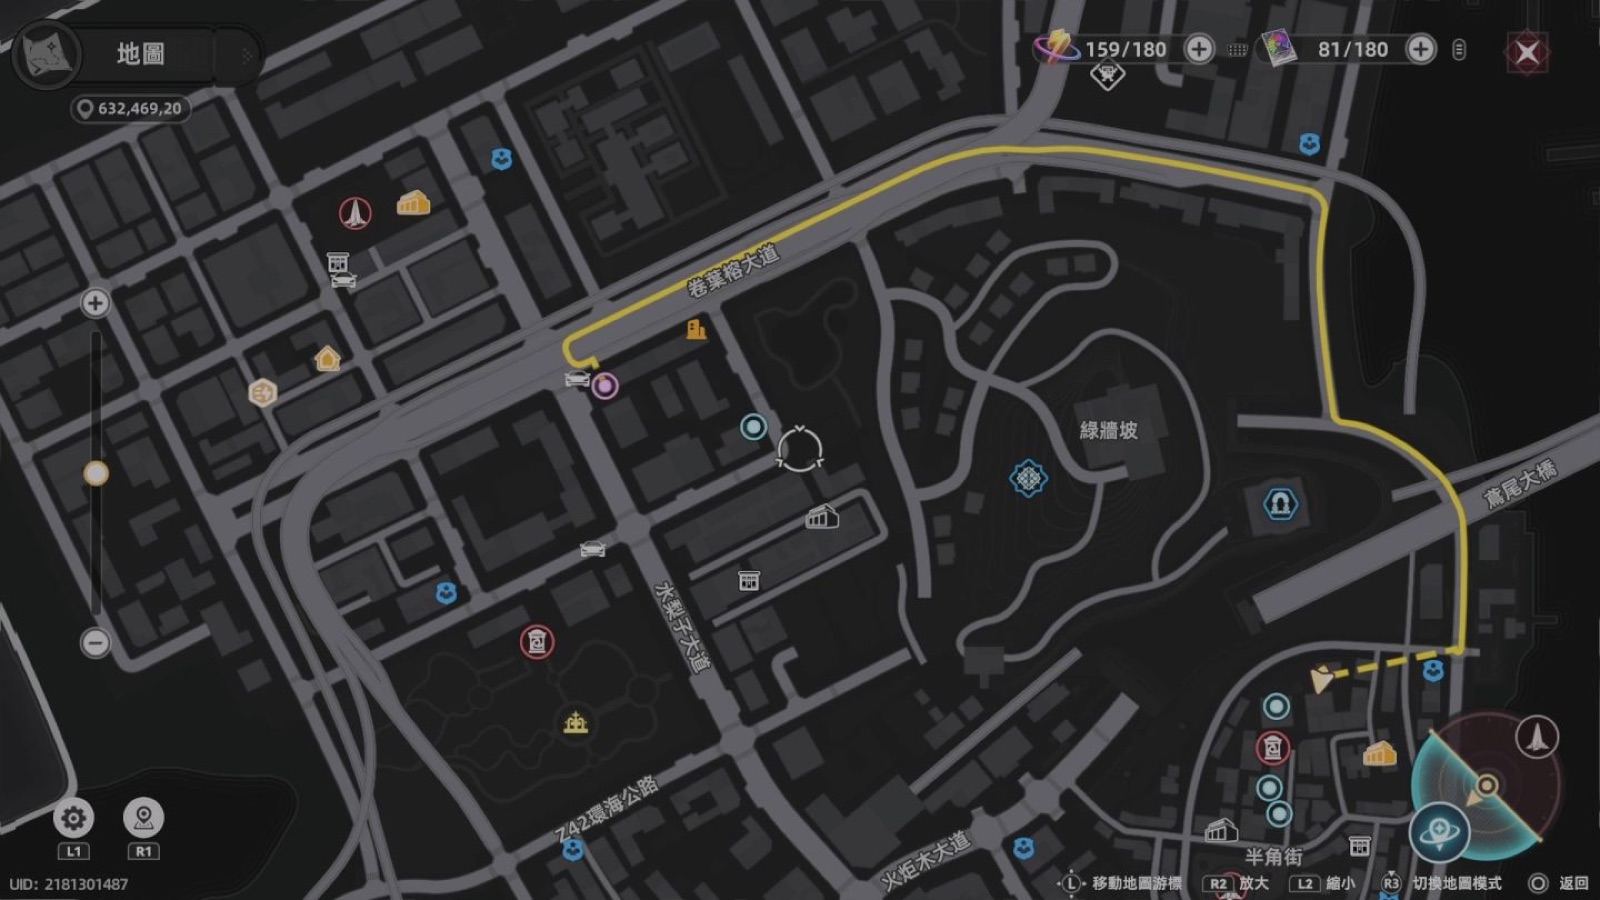 地圖
159/180
81/180
632,469,20
卷葉榕大道
綠牆坡
鳶尾大橋
水梨子大道
Z42環海公路
火炬木大道
半角街
L1
R1
UID: 2181301487
L 移動地圖游標
R2 放大
L2 縮小
R3 切換地圖模式
返回